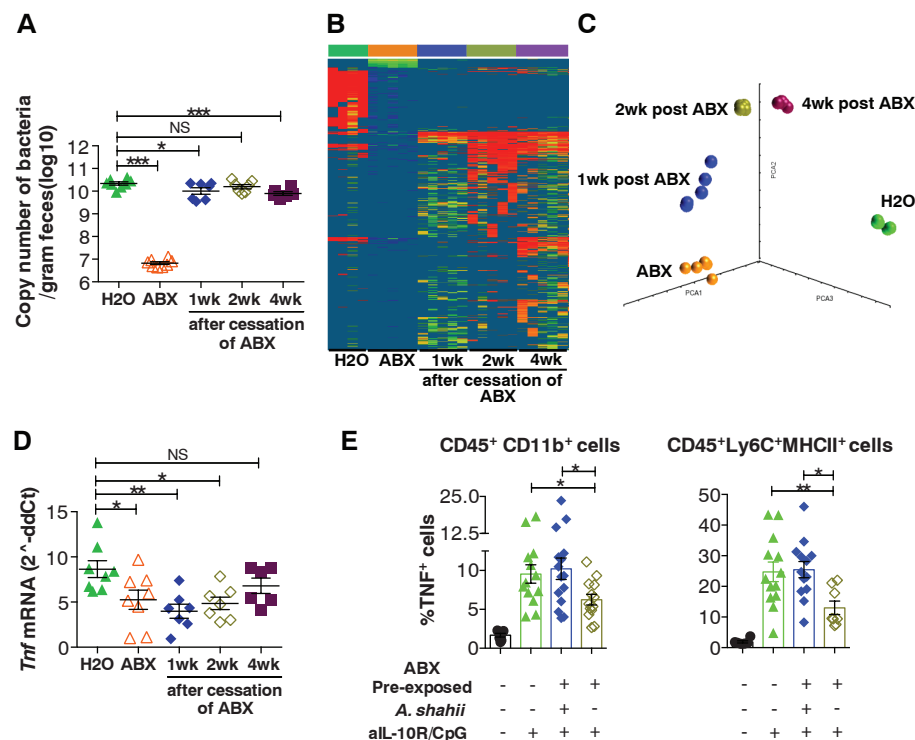 A
Copy number of bacteria
/gram feces(log10)
***
NS
*
***
12
11
10
9
8
7
6
H2O
ABX
1wk
2wk
4wk
after cessation
of ABX
B
H2O
ABX
1wk
2wk
4wk
after cessation of
ABX
C
2wk post ABX
4wk post ABX
1wk post ABX
H2O
ABX
PCA2
PCA1
PCA3
D
Tnf mRNA (2^-ddCt)
NS
*
**
*
15
10
5
0
H2O
ABX
1wk
2wk
4wk
after cessation
of ABX
E
CD45+ CD11b+ cells
%TNF+ cells
*
*
25.0
12.5
10
5
0
CD45+Ly6C+MHCII+ cells
*
**
50
40
30
20
10
0
ABX
Pre-exposed - - + + - - + +
A. shahii - - + - - - + -
aIL-10R/CpG - + + + - + + +